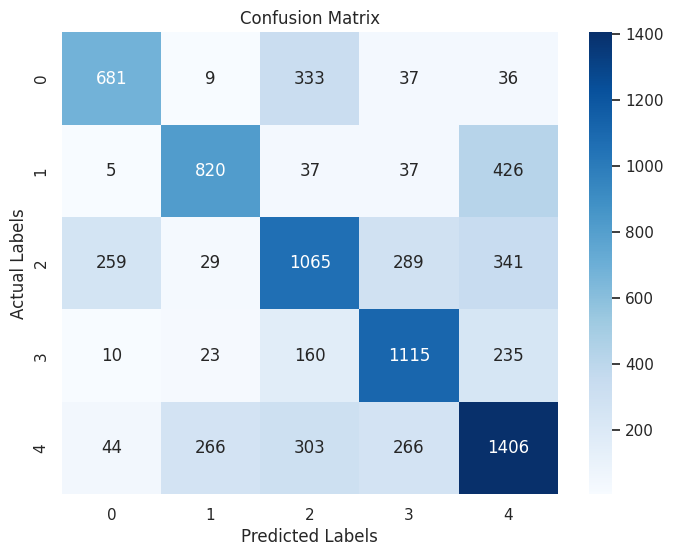 Confusion Matrix
Actual Labels
0 681 9 333 37 36
1 5 820 37 37 426
2 259 29 1065 289 341
3 10 23 160 1115 235
4 44 266 303 266 1406
0 1 2 3 4
Predicted Labels
1400
1200
1000
800
600
400
200